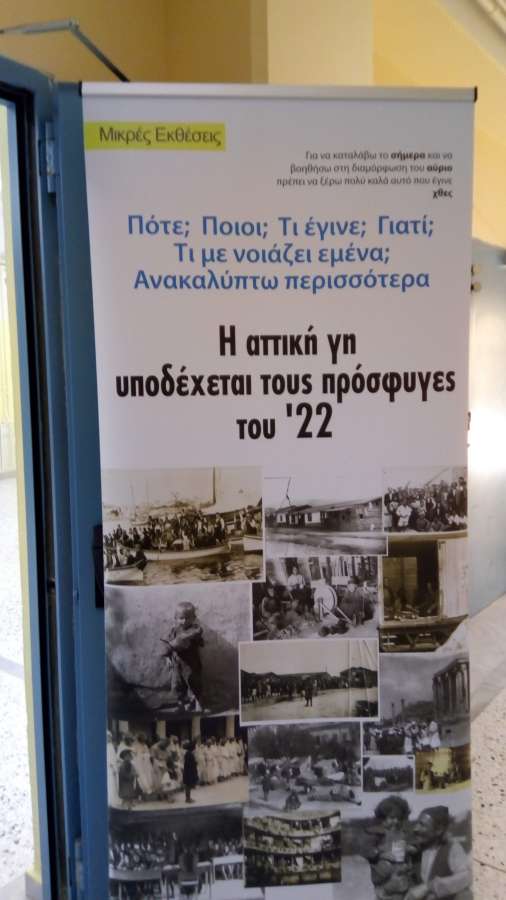 Μικρές Εκθέσεις
Για να καταλάβω το σήμερα και να
βοηθήσω στη διαμόρφωση του αύριο
πρέπει να ξέρω πολύ καλά αυτό που έγινε
χθες
Πότε; Ποιοι; Τι έγινε; Γιατί;
Τι με νοιάζει εμένα;
Ανακαλύπτω περισσότερα
Η αττική γη
υποδέχεται τους πρόσφυγες
του '22